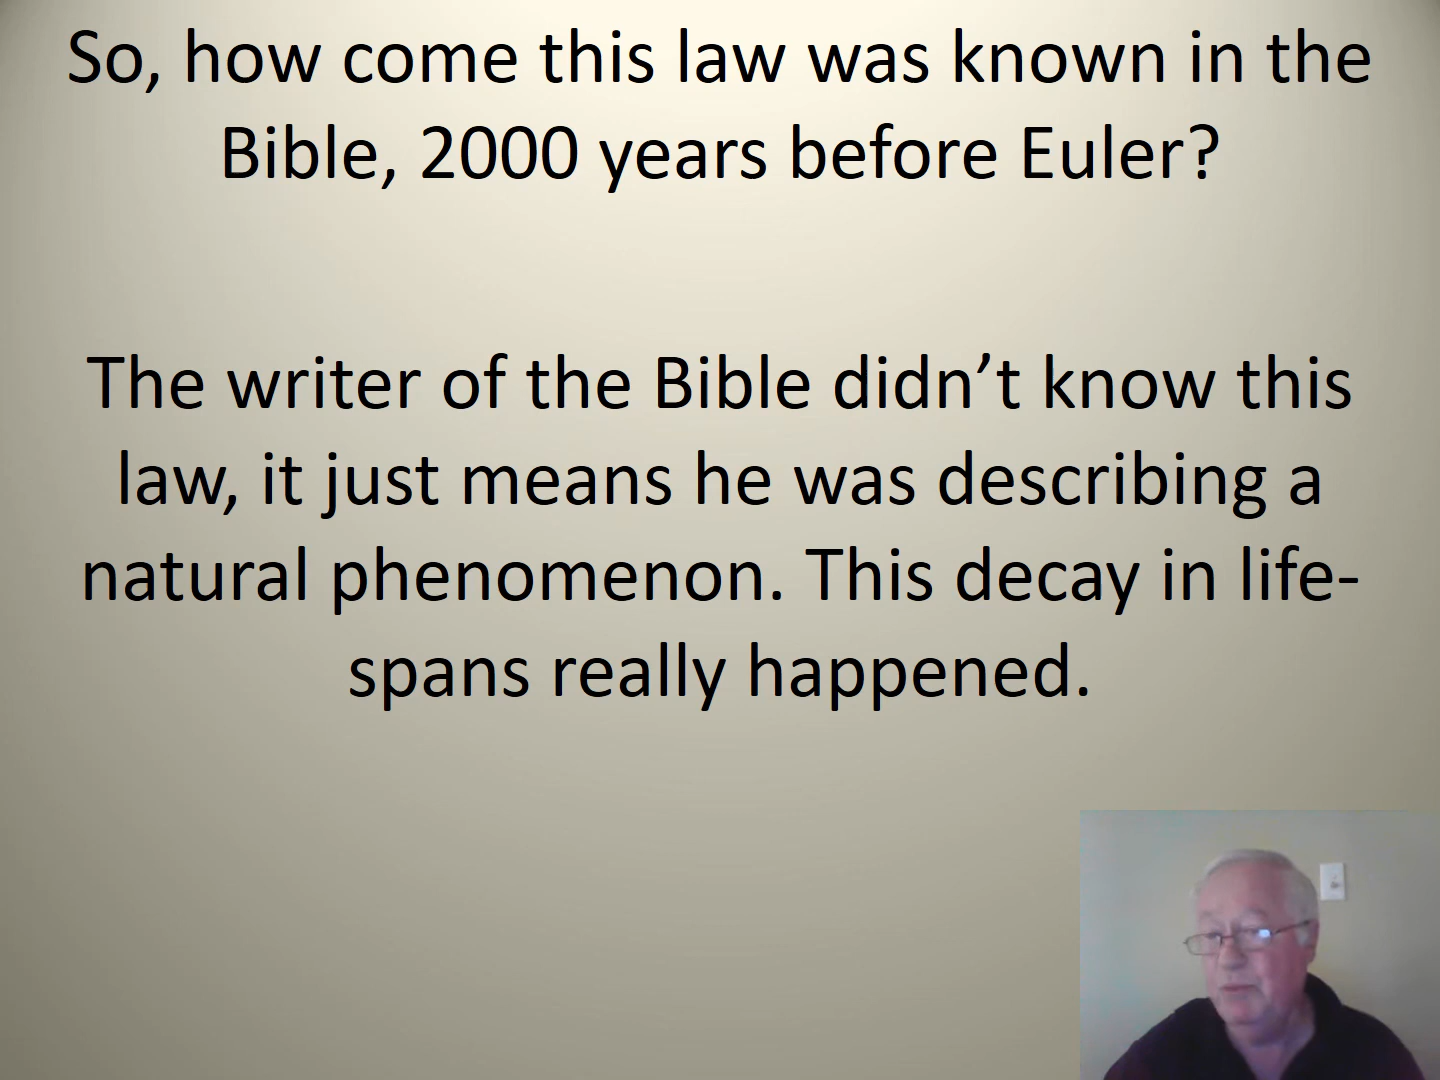 So, how come this law was known in the
Bible, 2000 years before Euler?
The writer of the Bible didn’t know this
law, it just means he was describing a
natural phenomenon. This decay in life-
spans really happened.